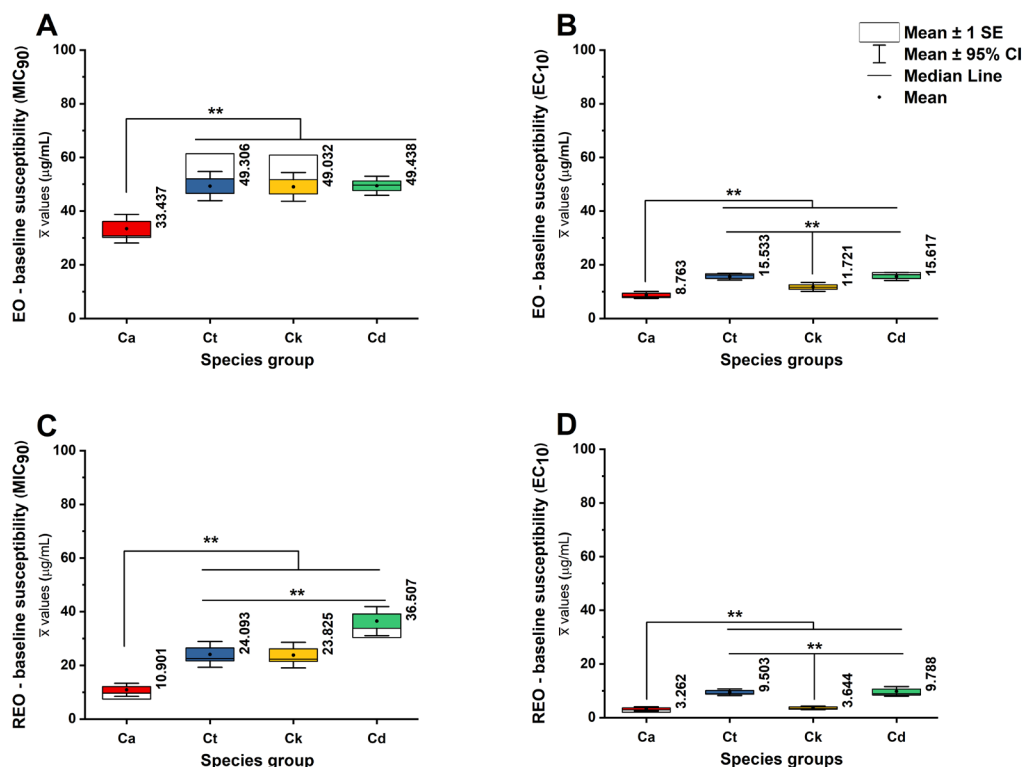 A
EO - baseline susceptibility (MIC90)
x̅ values (µg/mL)
100
80
60
40
20
0
**
33.437
49.306
49.032
49.438
Ca
Ct
Ck
Cd
Species group
B
EO - baseline susceptibility (EC10)
x̅ values (µg/mL)
100
80
60
40
20
0
Mean ± 1 SE
Mean ± 95% CI
Median Line
Mean
**
**
8.763
15.533
11.721
15.617
Ca
Ct
Ck
Cd
Species groups
C
REO - baseline susceptibility (MIC90)
x̅ values (µg/mL)
100
80
60
40
20
0
**
**
10.901
24.093
23.825
36.507
Ca
Ct
Ck
Cd
Species group
D
REO - baseline susceptibility (EC10)
x̅ values (µg/mL)
100
80
60
40
20
0
**
**
3.262
9.503
3.644
9.788
Ca
Ct
Ck
Cd
Species groups